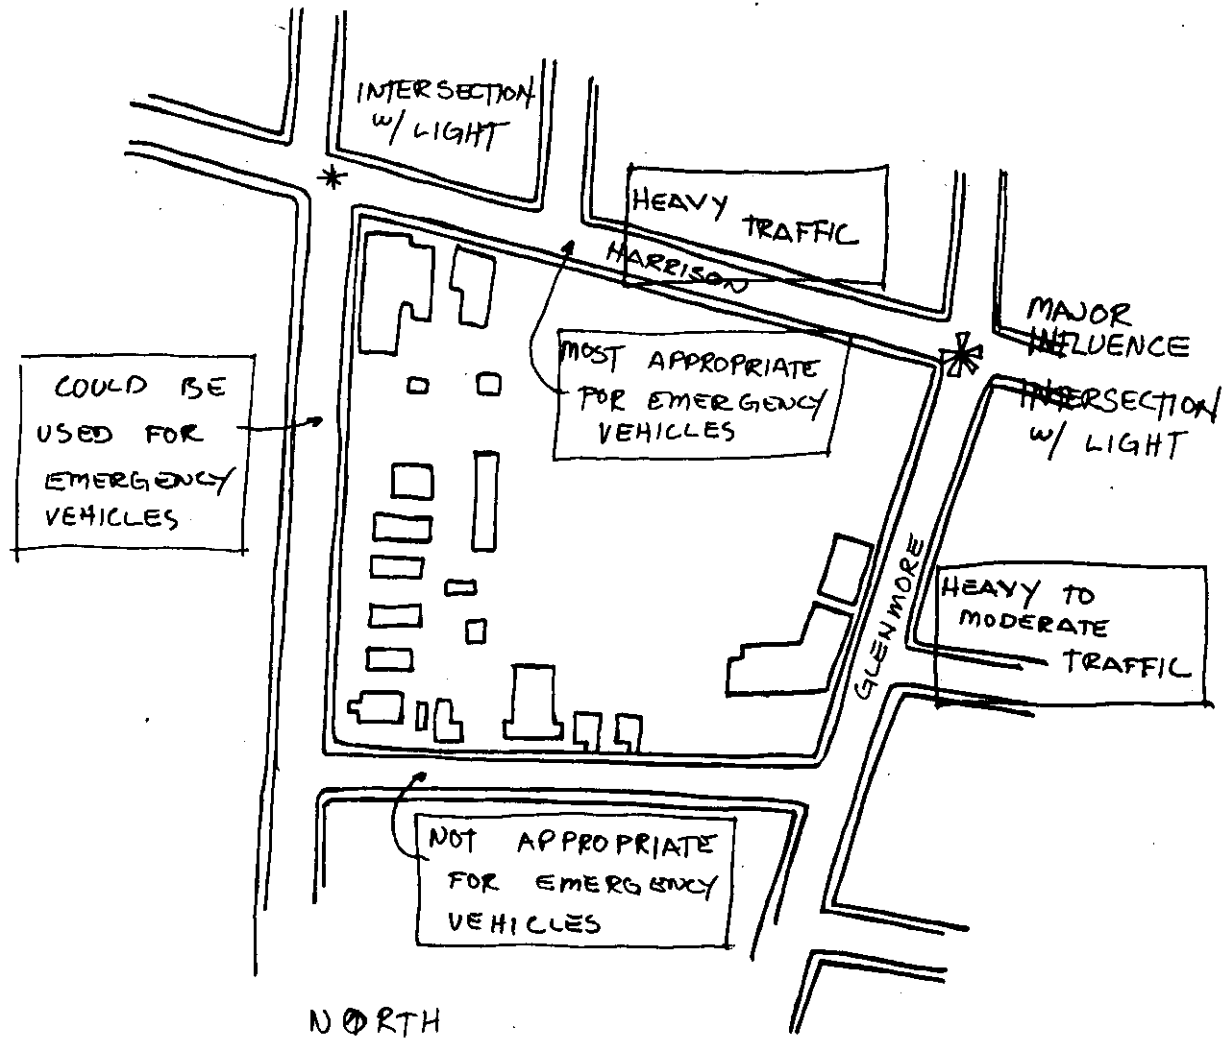 INTERSECTION
W/ LIGHT
HEAVY
TRAFFIC
HARRISON
MAJOR
INFLUENCE
INTERSECTION
W/ LIGHT
MOST APPROPRIATE
FOR EMERGENCY
VEHICLES
COULD BE
USED FOR
EMERGENCY
VEHICLES
GLENMORE
HEAVY TO
MODERATE
TRAFFIC
NOT APPROPRIATE
FOR EMERGENCY
VEHICLES
NORTH